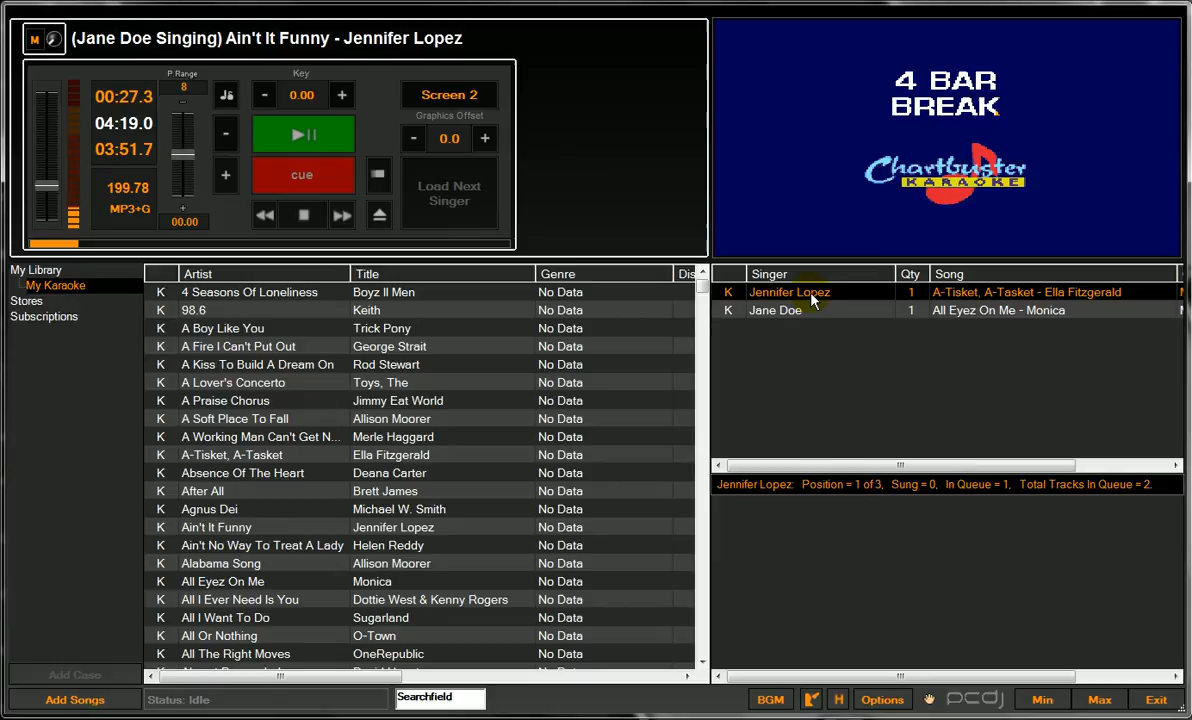 M (Jane Doe Singing) Ain't It Funny - Jennifer Lopez
P.Range
8
Key
00:27.3
04:19.0
03:51.7
199.78
MP3+G
- 0.00 +
Screen 2
Graphics Offset
- 0.0 +
-
+
cue
Load Next
Singer
+
00.00
4 BAR
BREAK
Chartbuster
KARAOKE
My Library
My Karaoke
Stores
Subscriptions
Artist Title Genre Dis
K 4 Seasons Of Loneliness Boyz II Men No Data
K 98.6 Keith No Data
K A Boy Like You Trick Pony No Data
K A Fire I Can't Put Out George Strait No Data
K A Kiss To Build A Dream On Rod Stewart No Data
K A Lover's Concerto Toys, The No Data
K A Praise Chorus Jimmy Eat World No Data
K A Soft Place To Fall Allison Moorer No Data
K A Working Man Can't Get N... Merle Haggard No Data
K A-Tisket, A-Tasket Ella Fitzgerald No Data
K Absence Of The Heart Deana Carter No Data
K After All Brett James No Data
K Agnus Dei Michael W. Smith No Data
K Ain't It Funny Jennifer Lopez No Data
K Ain't No Way To Treat A Lady Helen Reddy No Data
K Alabama Song Allison Moorer No Data
K All Eyez On Me Monica No Data
K All I Ever Need Is You Dottie West & Kenny Rogers No Data
K All I Want To Do Sugarland No Data
K All Or Nothing O-Town No Data
K All The Right Moves OneRepublic No Data
Singer Qty Song
K Jennifer Lopez 1 A-Tisket, A-Tasket - Ella Fitzgerald
K Jane Doe 1 All Eyez On Me - Monica
Jennifer Lopez: Position = 1 of 3, Sung = 0, In Queue = 1, Total Tracks In Queue = 2.
Add Case
Add Songs
Status: Idle
Searchfield
BGM H Options pcdj Min Max Exit